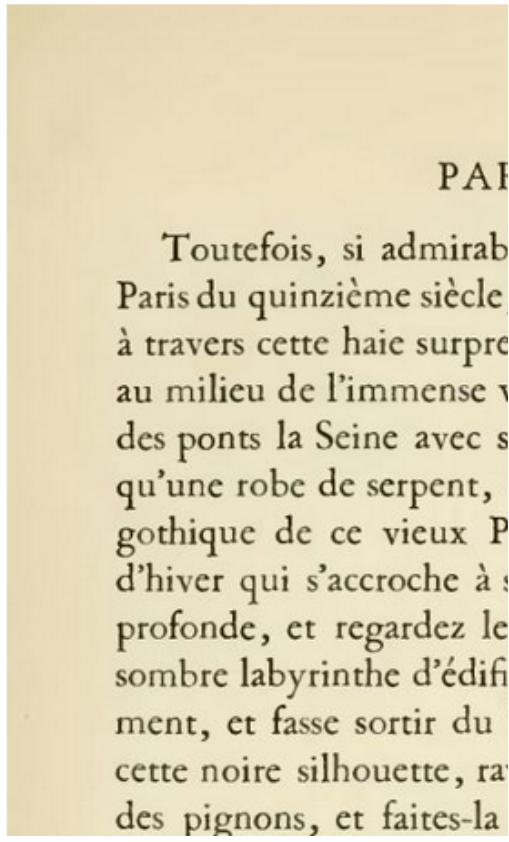 PAR
Toutefois, si admirab
Paris du quinzième siècle,
à travers cette haie surpre
au milieu de l'immense v
des ponts la Seine avec s
qu'une robe de serpent,
gothique de ce vieux P
d'hiver qui s'accroche à s
profonde, et regardez le
sombre labyrinthe d'édifi
ment, et fasse sortir du
cette noire silhouette, rav
des pignons, et faites-la